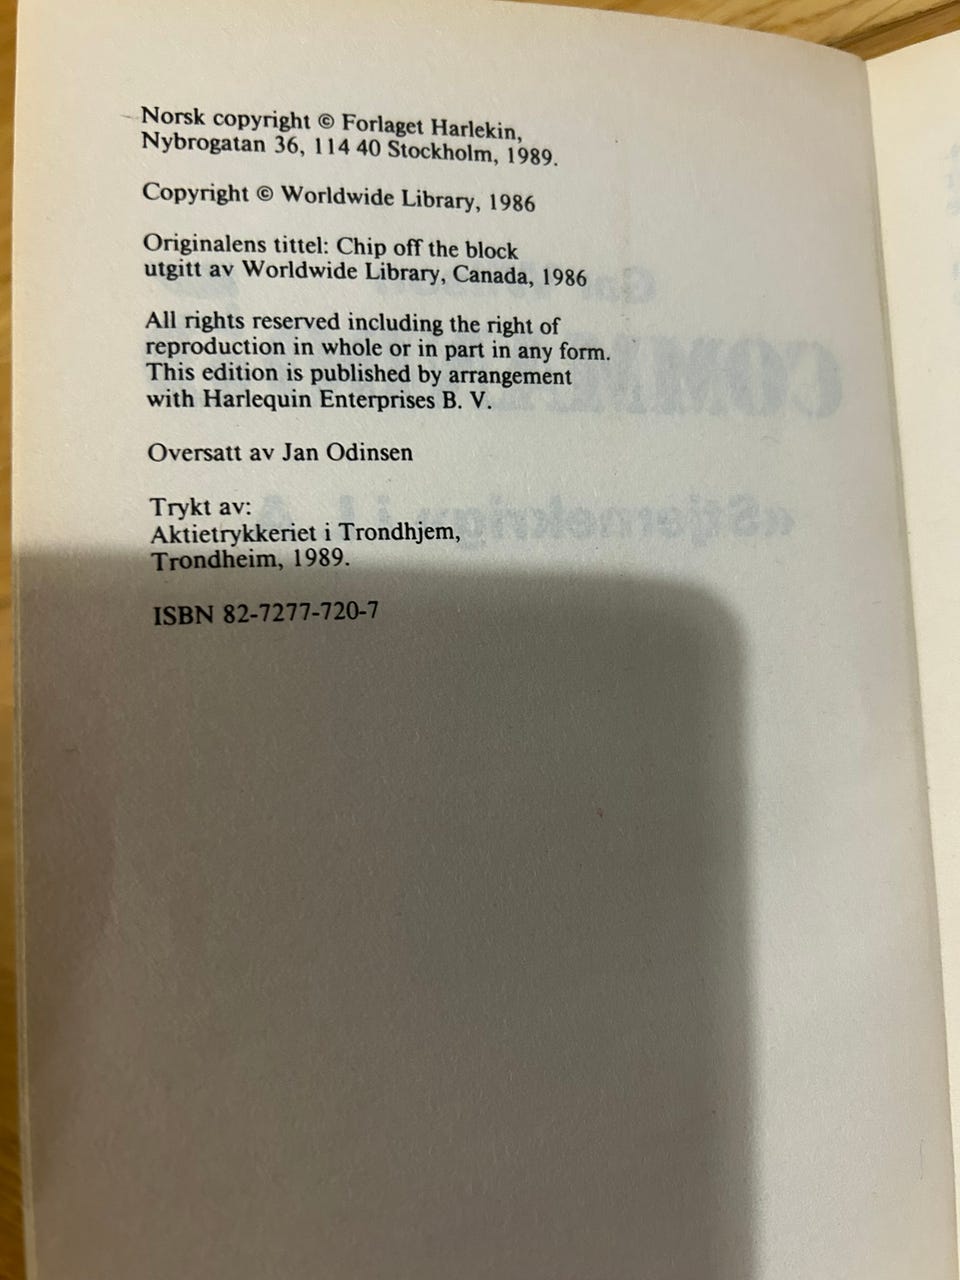 Norsk copyright © Forlaget Harlekin,
Nybrogatan 36, 114 40 Stockholm, 1989.
Copyright © Worldwide Library, 1986
Originalens tittel: Chip off the block
utgitt av Worldwide Library, Canada, 1986
All rights reserved including the right of
reproduction in whole or in part in any form.
This edition is published by arrangement
with Harlequin Enterprises B. V.
Oversatt av Jan Odinsen
Trykt av:
Aktietrykkeriet i Trondhjem,
Trondheim, 1989.
ISBN 82-7277-720-7